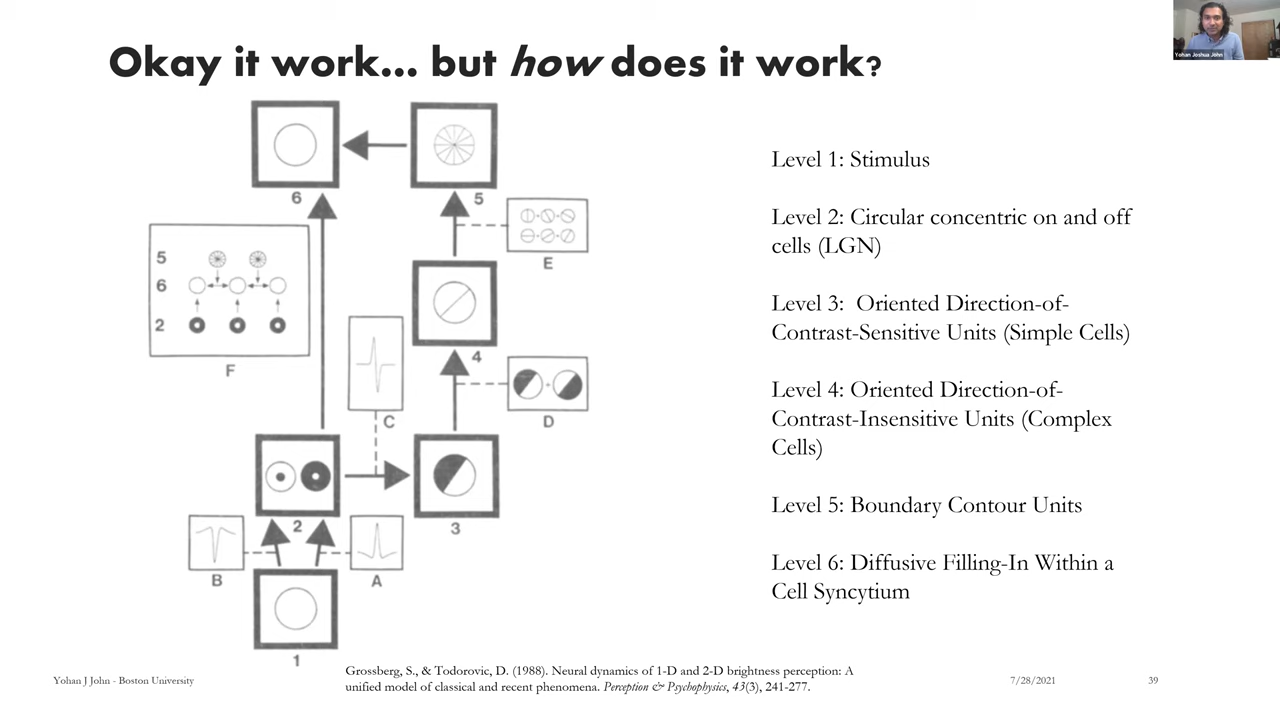 Okay it work... but how does it work?
Yohan Joshua John
6
5
E
5
6
2
F
4
C
D
2
3
B
A
1
Level 1: Stimulus
Level 2: Circular concentric on and off
cells (LGN)
Level 3: Oriented Direction-of-
Contrast-Sensitive Units (Simple Cells)
Level 4: Oriented Direction-of-
Contrast-Insensitive Units (Complex
Cells)
Level 5: Boundary Contour Units
Level 6: Diffusive Filling-In Within a
Cell Syncytium
Yohan J John - Boston University
Grossberg, S., & Todorovic, D. (1988). Neural dynamics of 1-D and 2-D brightness perception: A
unified model of classical and recent phenomena. Perception & Psychophysics, 43(3), 241-277.
7/28/2021
39